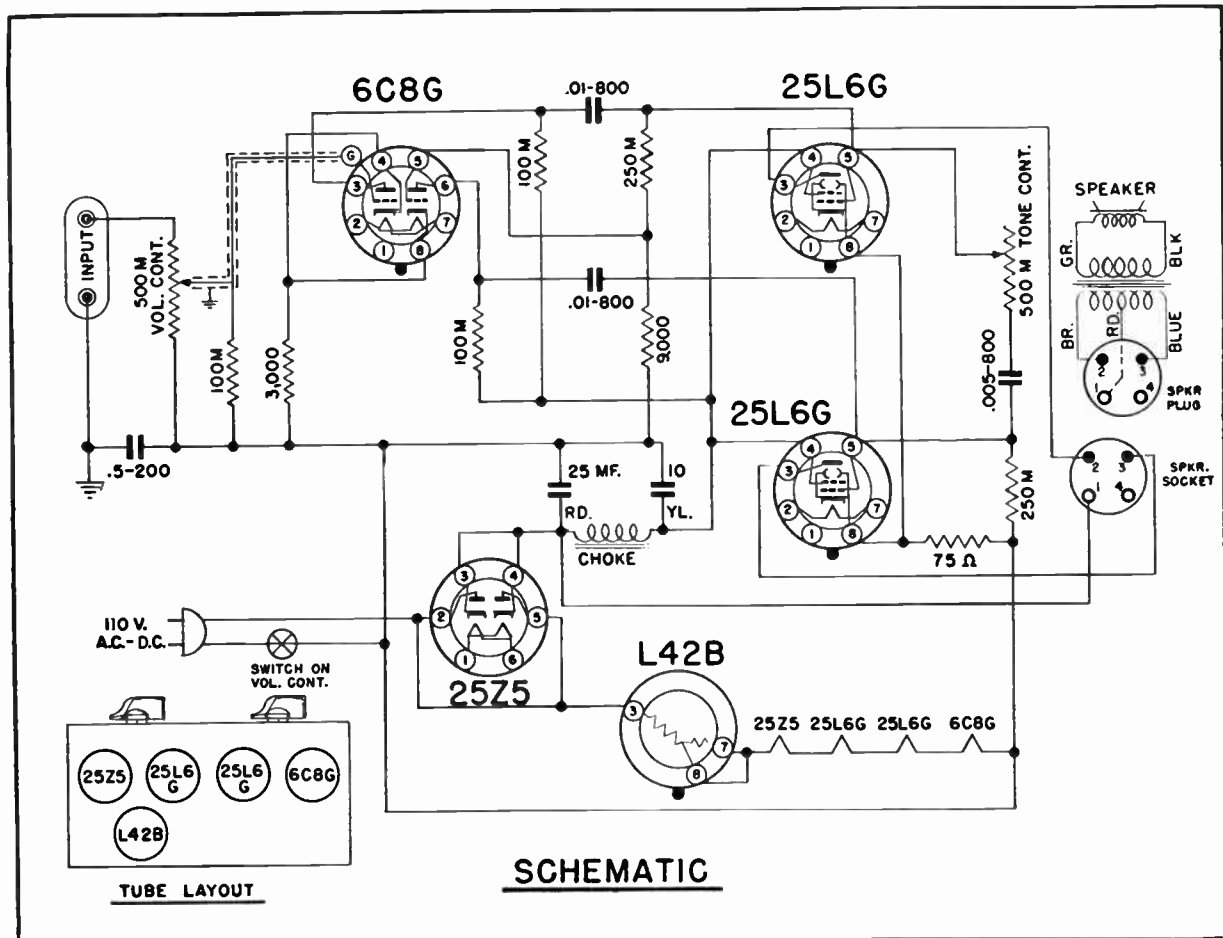 6C8G
.01-800
25L6G
G
4
5
3
6
2
7
1
8
100 M
250 M
4
5
3
2
7
1
8
INPUT
G
500 M
VOL. CONT.
.01-800
500 M TONE CONT.
SPEAKER
GR.
BLK
BR.
RD.
BLUE
2
3
1
4
SPKR
PLUG
100M
3,000
100M
9,000
.005-800
25L6G
4
5
3
2
7
1
8
.5-200
25 MF.
10
RD.
YL.
CHOKE
250 M
75 Ω
2
3
1
4
SPKR.
SOCKET
3
4
2
5
1
6
25Z5
110 V.
A.C.-D.C.
SWITCH ON
VOL. CONT.
L42B
3
7
8
25Z5 25L6G 25L6G 6C8G
25Z5
25L6
G
25L6
G
6C8G
L42B
TUBE LAYOUT
SCHEMATIC